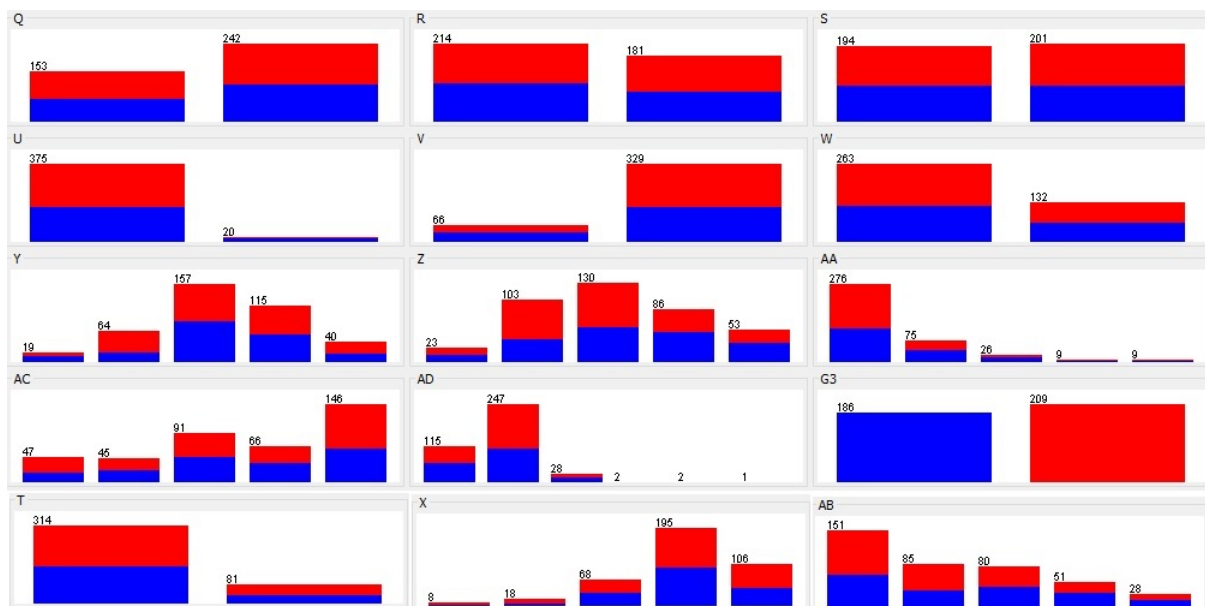 Q R S
153 242 214 181 194 201
U V W
375 20 66 329 263 132
Y Z AA
19 64 157 115 40 23 103 130 86 53 276 75 26 9 9
AC AD G3
47 45 91 66 146 115 247 28 2 2 1 186 209
T X AB
314 81 8 18 68 195 106 151 85 80 51 28